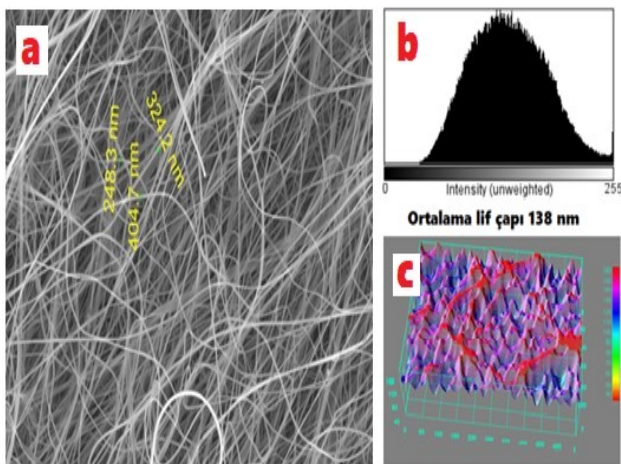 a
248.3 nm
404.7 nm
324.2 nm
b
0
255
Intensity (unweighted)
Ortalama lif çapı 138 nm
c